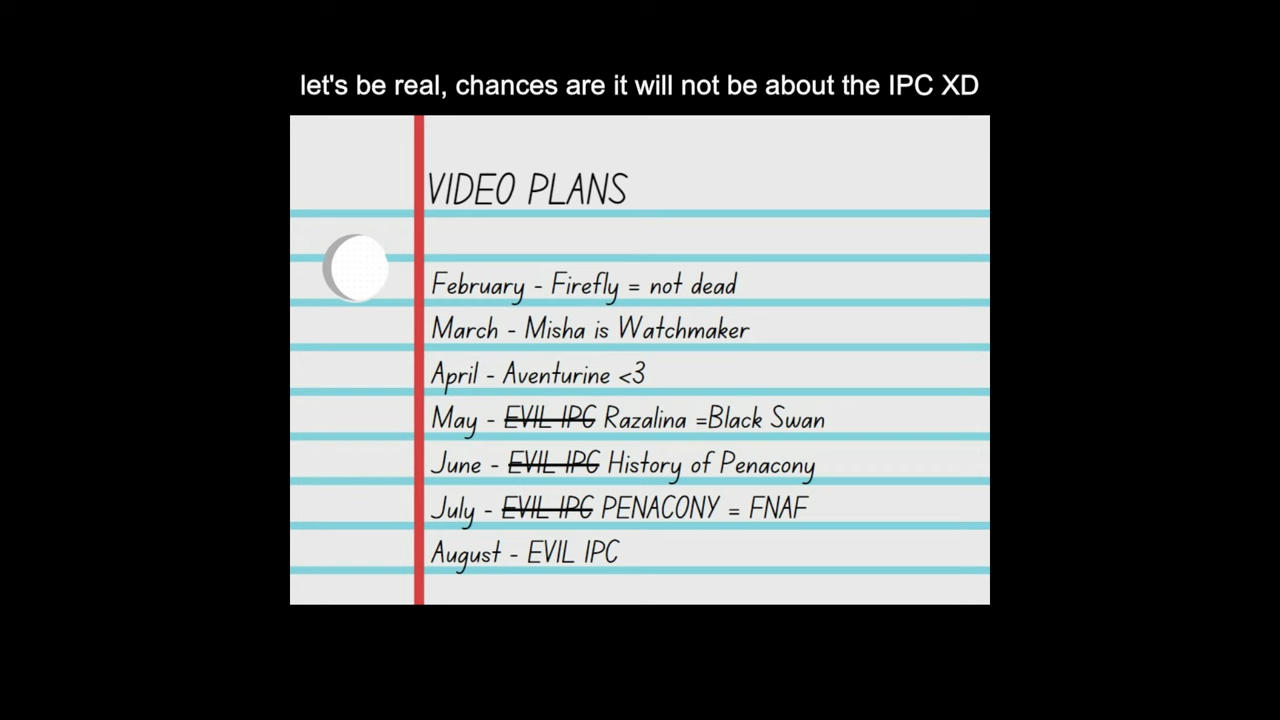 let's be real, chances are it will not be about the IPC XD
VIDEO PLANS
February - Firefly = not dead
March - Misha is Watchmaker
April - Aventurine <3
May - EVIL IPC Razalina =Black Swan
June - EVIL IPC History of Penacony
July - EVIL IPC PENACONY = FNAF
August - EVIL IPC